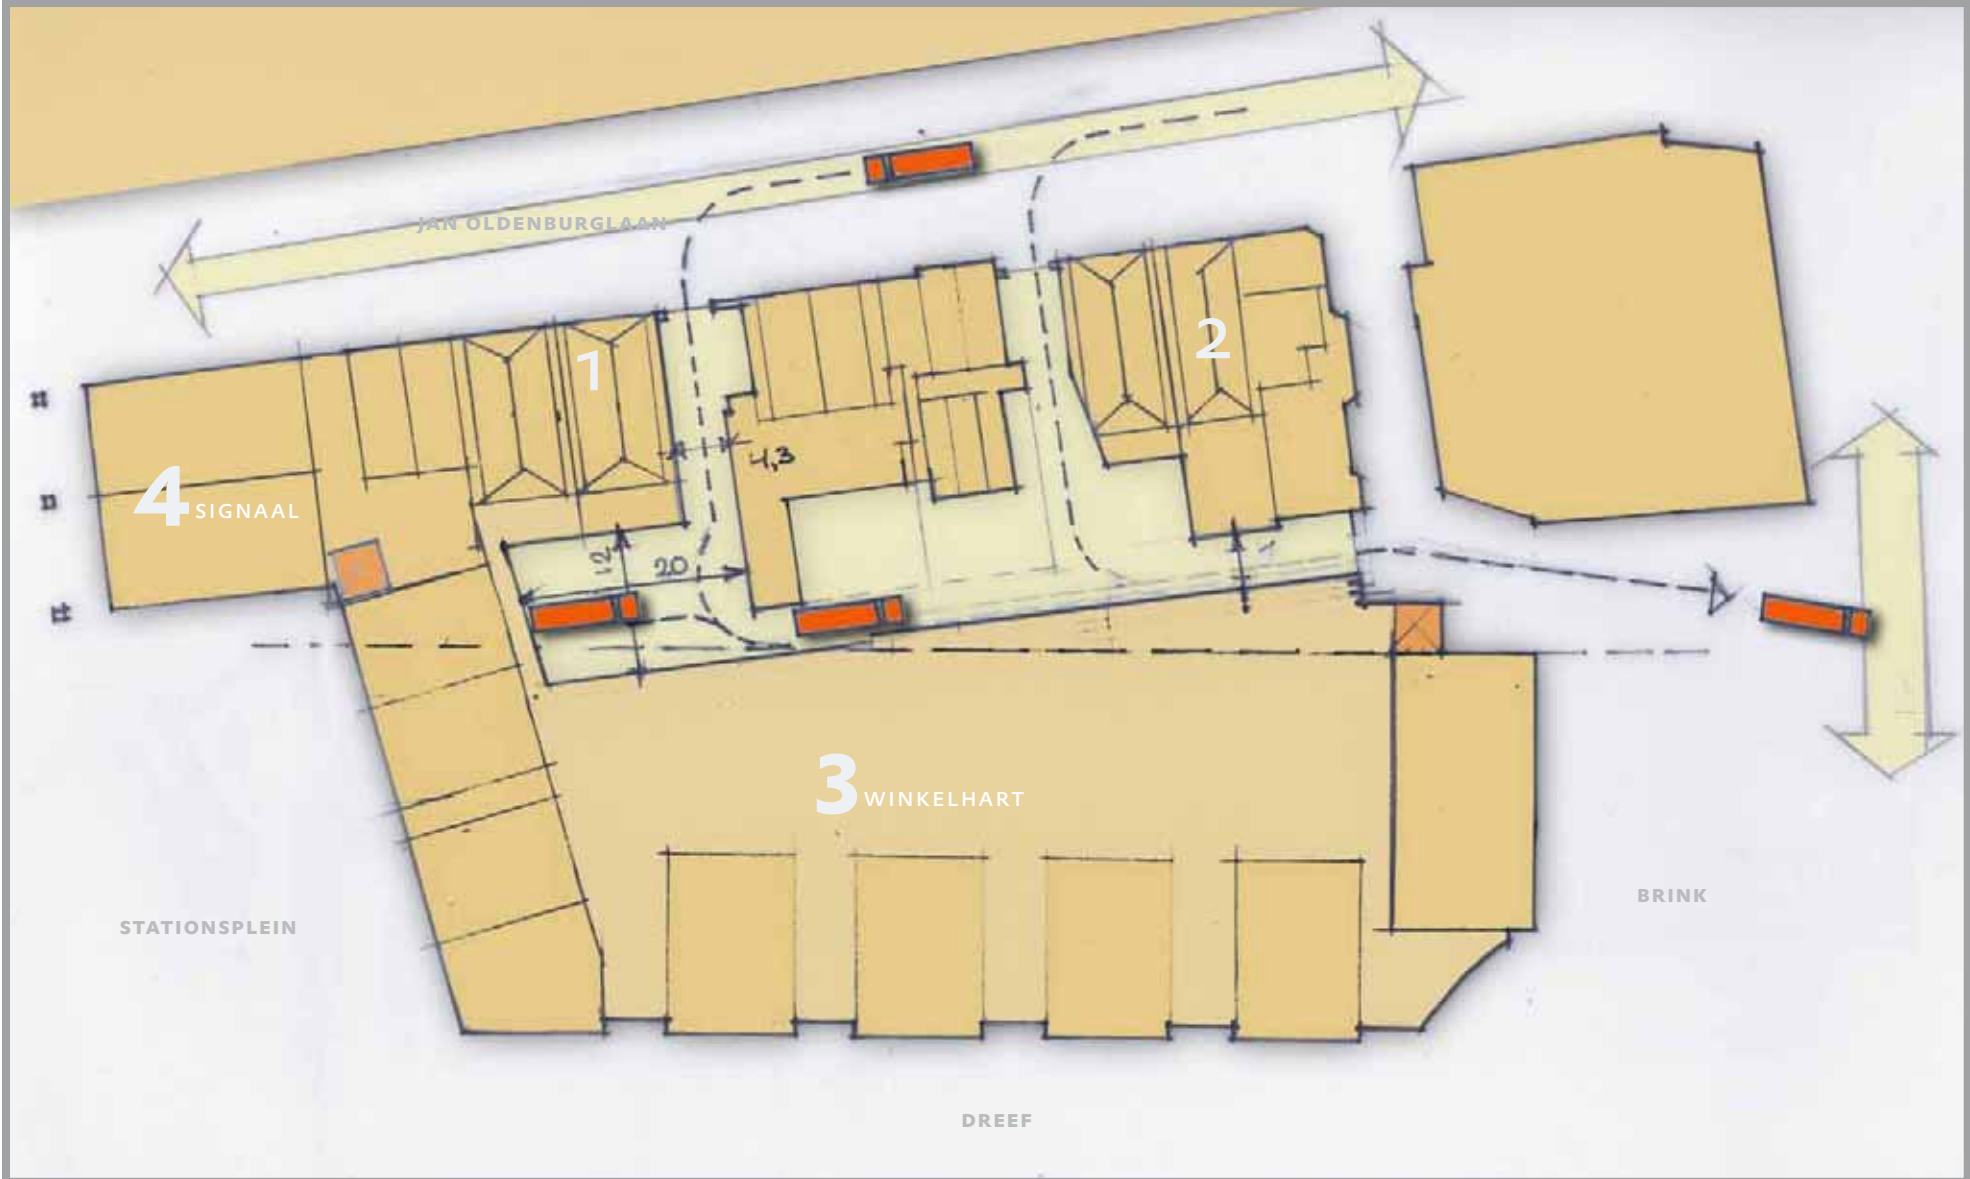 JAN OLDENBURGLAAN
1
2
4,3
4 SIGNAAL
12
20
3 WINKELHART
STATIONSPLEIN
BRINK
DREEF